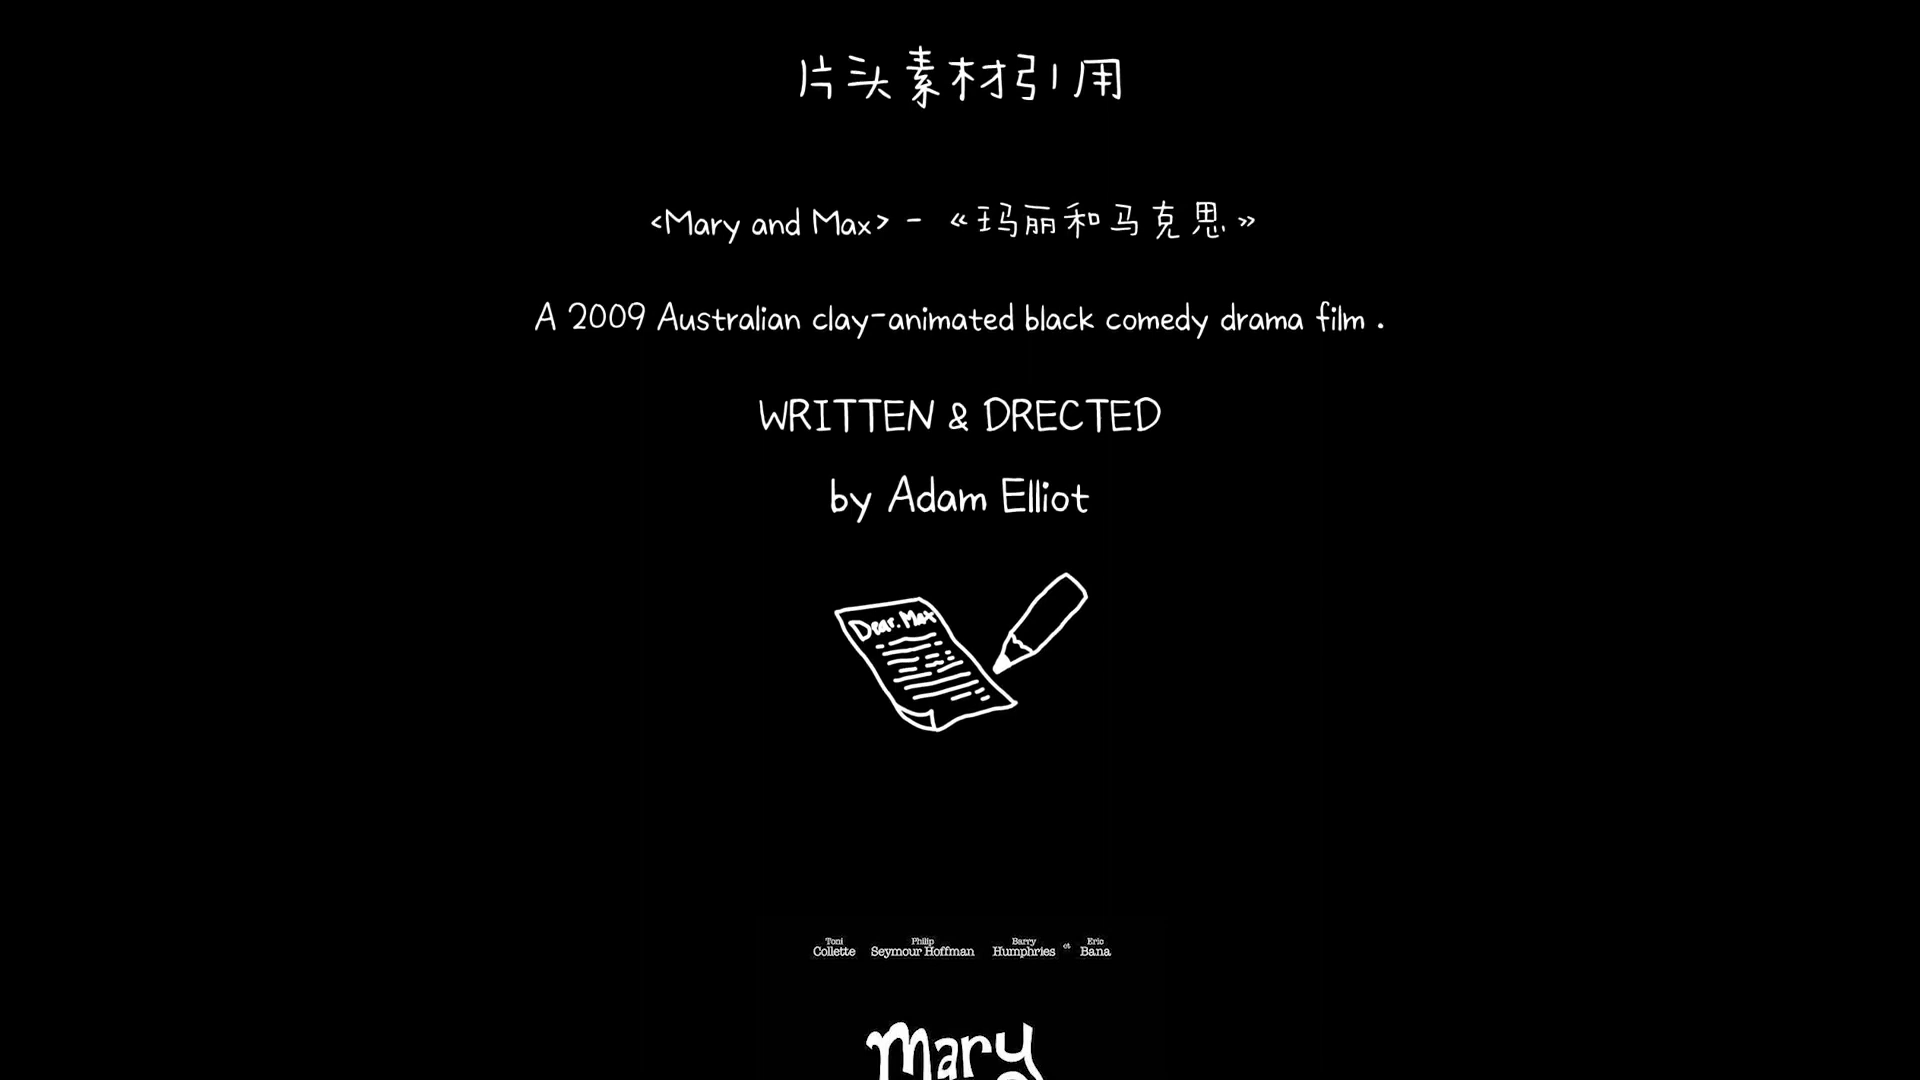 片头素材引用
<Mary and Max> - 《玛丽和马克思》
A 2009 Australian clay-animated black comedy drama film .
WRITTEN & DRECTED
by Adam Elliot
Dear. Max
Toni Collette Philip Seymour Hoffman Barry Humphries et Eric Bana
Mary